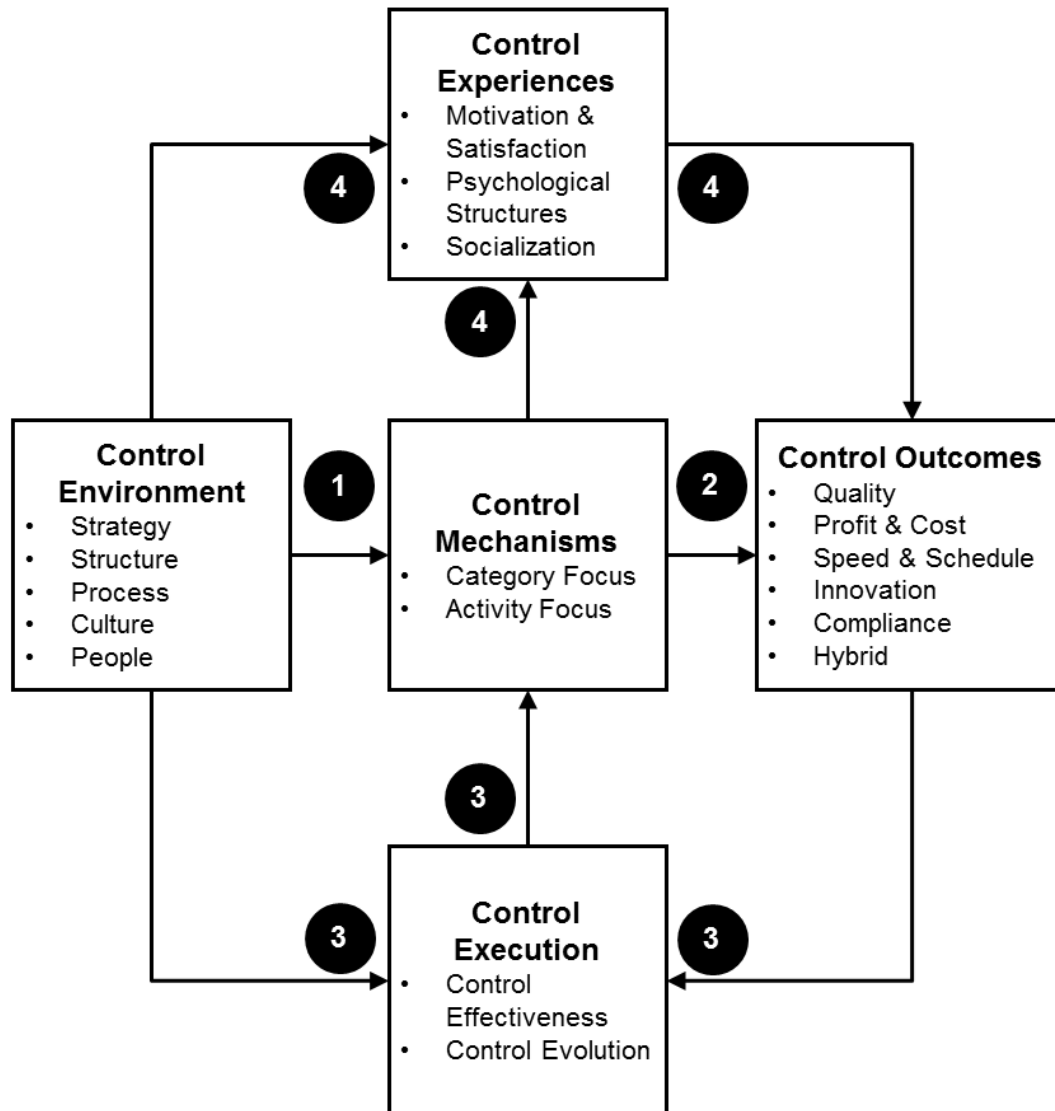 Control
Experiences
• Motivation &
Satisfaction
• Psychological
Structures
• Socialization
4
4
4
Control
Environment
• Strategy
• Structure
• Process
• Culture
• People
1
Control
Mechanisms
• Category Focus
• Activity Focus
2
Control Outcomes
• Quality
• Profit & Cost
• Speed & Schedule
• Innovation
• Compliance
• Hybrid
3
3
3
Control
Execution
• Control
Effectiveness
• Control Evolution